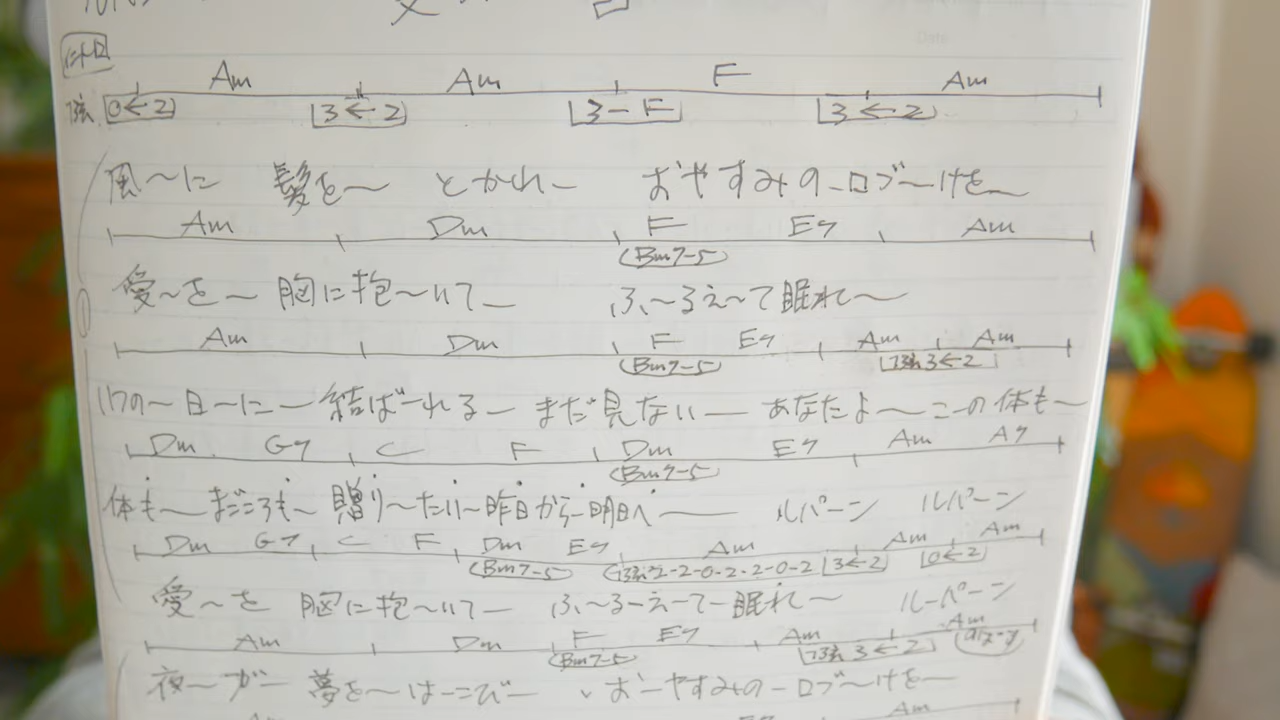 イントロ
Am Am F Am
7弦 0←2 3←2 3-F 3←2
風〜に 髪を〜 とかれ- おやすみの-ロブ〜けを〜
Am Dm F E7 Am
(Bm7-5)
愛〜を〜 胸に抱〜いて- ふ〜るえ〜て眠れ〜
Am Dm F E7 Am Am
(Bm7-5) 3←2
日〜に〜結ば-れる- まだ見ない- あなたよ〜こ-の体も〜
Dm G7 C F Dm E7 Am A7
(Bm7-5)
体も〜まごころも〜贈り〜たい〜昨日から-明日へ- ルパーン ルパーン
Dm G7 C F Dm E7 Am Am Am
(Bm7-5) 2-2-0-2-2-0-2 3←2 0←2
愛〜を 胸に抱〜いて- ふ〜る-え-て-眠れ〜 ル-パーン
Am Dm F E7 Am Am
(Bm7-5) 3←2
夜〜が- 夢を〜は-こび- お-やすみの-ロブ〜けを〜
Am